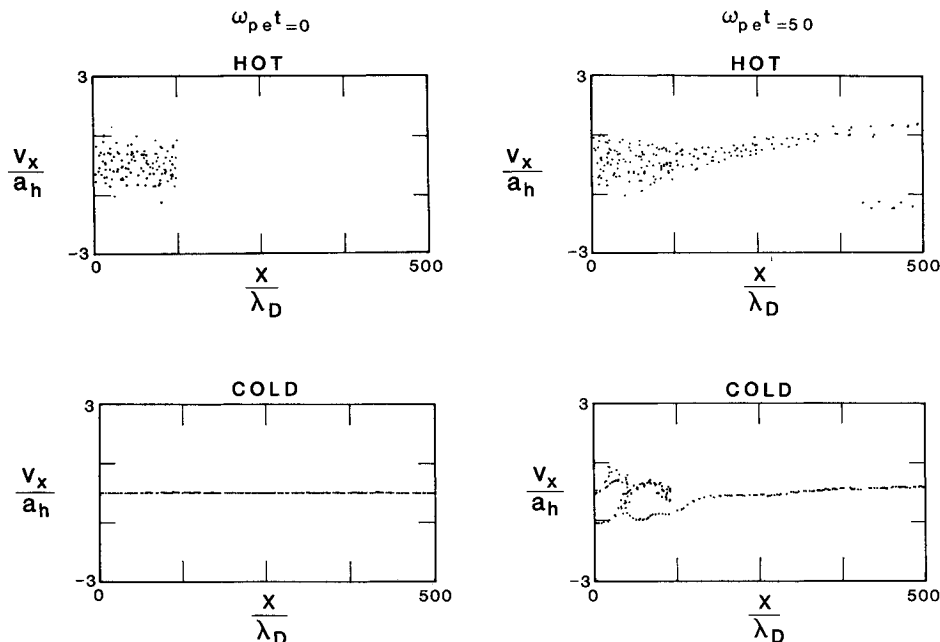 ω_pe t =0
ω_pe t =50
HOT
3
v_x
a_h
-3
0
x
λ_D
500
HOT
3
v_x
a_h
-3
0
x
λ_D
500
COLD
3
v_x
a_h
-3
0
x
λ_D
500
COLD
3
v_x
a_h
-3
0
x
λ_D
500